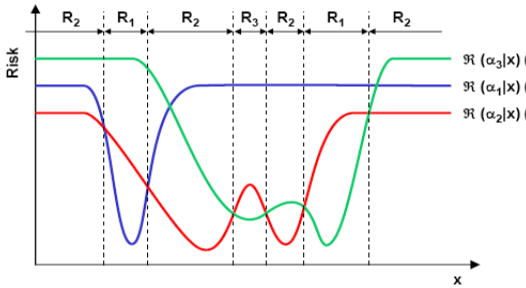 R₂ R₁ R₂ R₃ R₂ R₁ R₂
Risk
ℜ (α₃|x) (
ℜ (α₁|x) (
ℜ (α₂|x) (
x